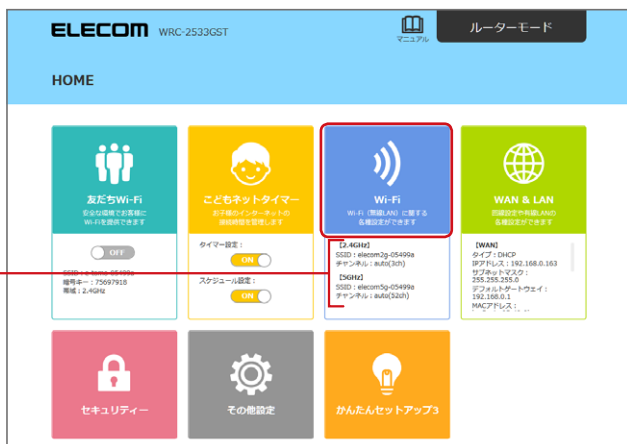 ELECOM WRC-2533GST
マニュアル
ルーターモード
HOME
友だちWi-Fi
安全な環境でお客様に
Wi-Fiを提供できます
OFF
SSID : e-tomo-05499a
暗号キー : 75697918
帯域 : 2.4GHz
こどもネットタイマー
お子様のインターネットの
接続時間を管理します
タイマー設定 :
ON
スケジュール設定 :
ON
Wi-Fi
Wi-Fi（無線LAN）に関する
各種設定ができます
【2.4GHz】
SSID : elecom2g-05499a
チャンネル : auto(3ch)
【5GHz】
SSID : elecom5g-05499a
チャンネル : auto(52ch)
WAN & LAN
回線設定や有線LANの
各種設定ができます
【WAN】
タイプ : DHCP
IPアドレス : 192.168.0.163
サブネットマスク :
255.255.255.0
デフォルトゲートウェイ :
192.168.0.1
MACアドレス :
セキュリティー
その他設定
かんたんセットアップ3